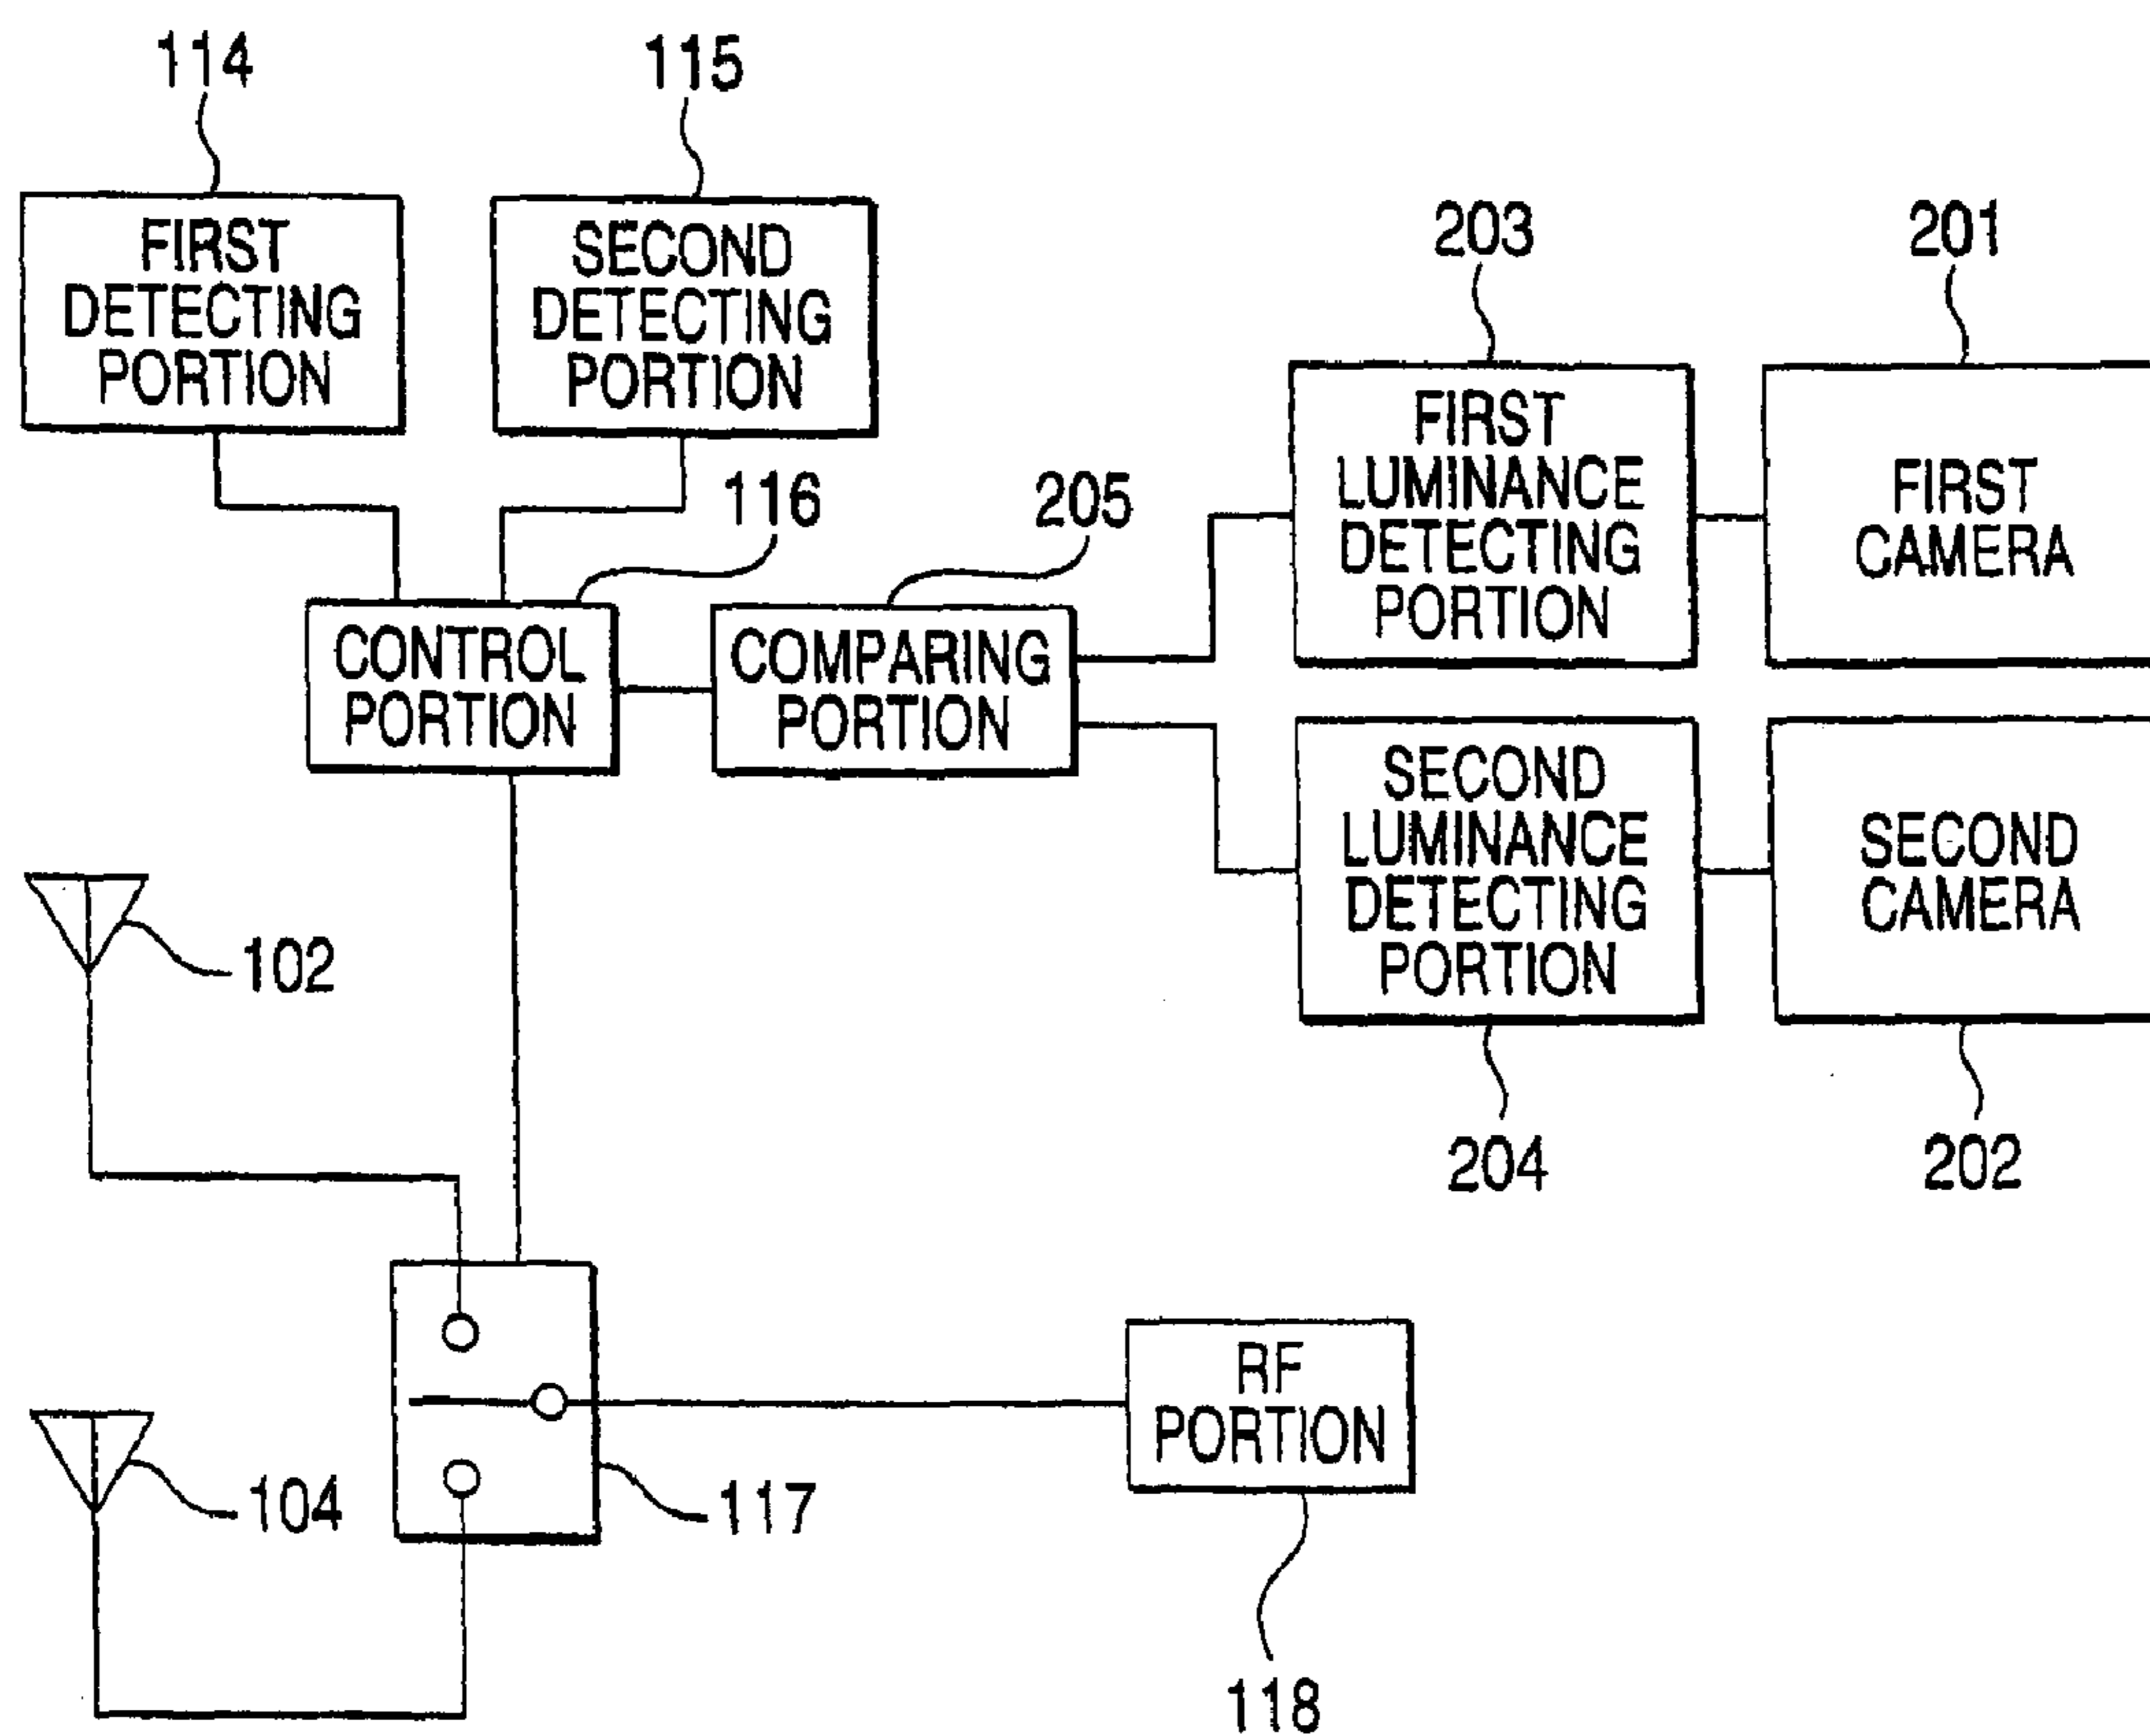 114
115
FIRST
DETECTING
PORTION
SECOND
DETECTING
PORTION
203
201
116
205
FIRST
LUMINANCE
DETECTING
PORTION
FIRST
CAMERA
CONTROL
PORTION
COMPARING
PORTION
SECOND
LUMINANCE
DETECTING
PORTION
SECOND
CAMERA
102
204
202
RF
PORTION
104
117
118